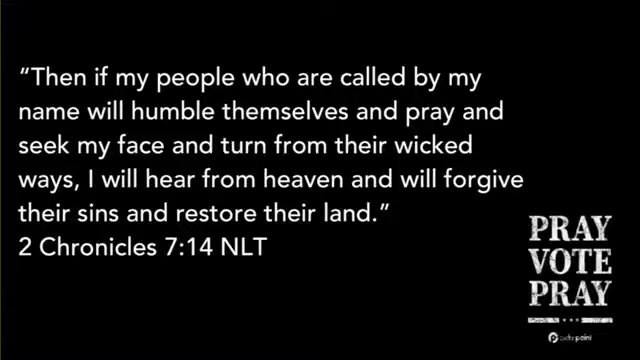 “Then if my people who are called by my
name will humble themselves and pray and
seek my face and turn from their wicked
ways, I will hear from heaven and will forgive
their sins and restore their land.”
2 Chronicles 7:14 NLT
PRAY
VOTE
PRAY